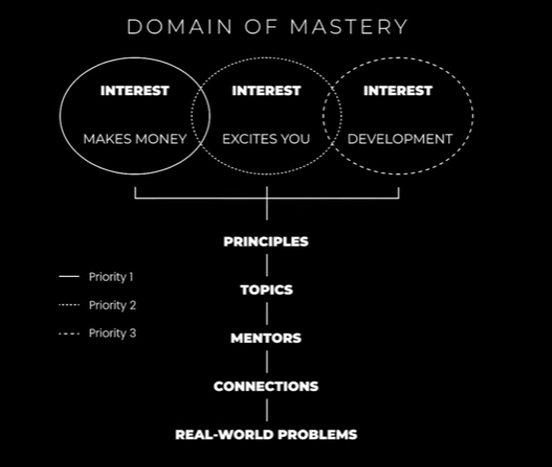 DOMAIN OF MASTERY
INTEREST INTEREST INTEREST
MAKES MONEY EXCITES YOU DEVELOPMENT
PRINCIPLES
TOPICS
MENTORS
CONNECTIONS
REAL-WORLD PROBLEMS
Priority 1
Priority 2
Priority 3